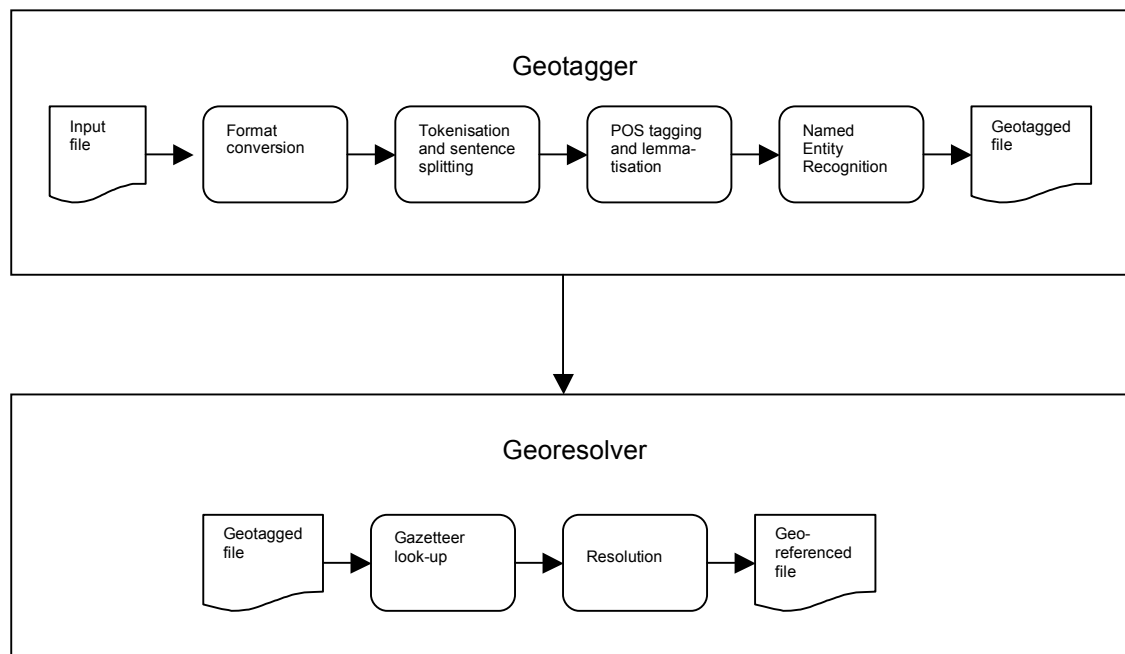 Geotagger
Input
file
Format
conversion
Tokenisation
and sentence
splitting
POS tagging
and lemma-
tisation
Named
Entity
Recognition
Geotagged
file
Georesolver
Geotagged
file
Gazetteer
look-up
Resolution
Geo-
referenced
file